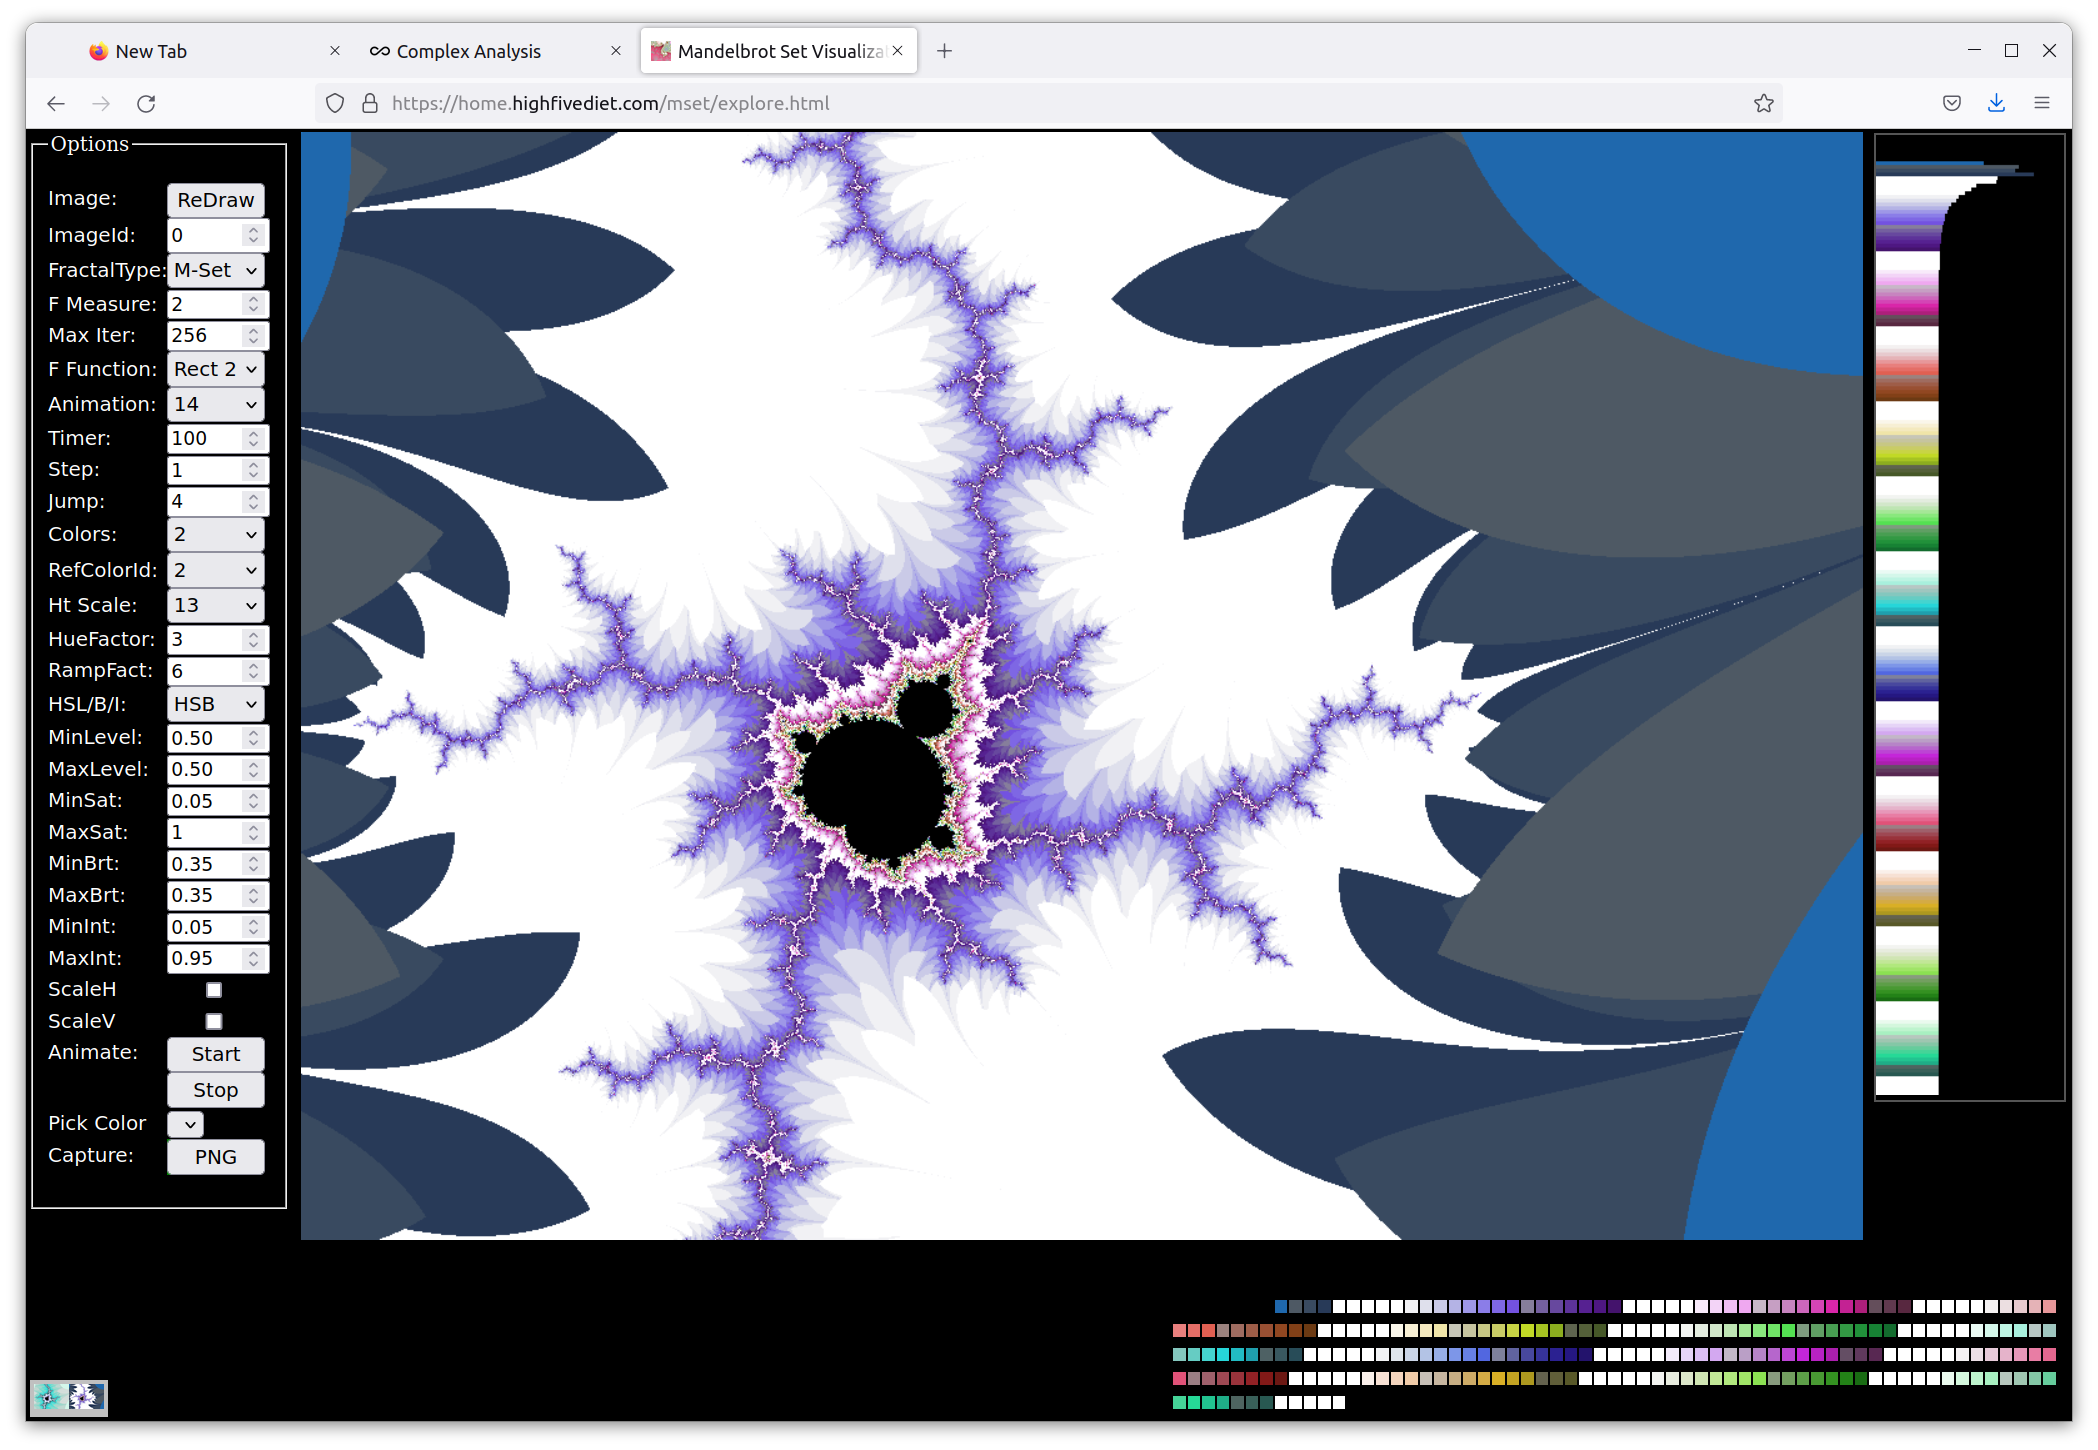 New Tab
Complex Analysis
Mandelbrot Set Visualiza
https://home.highfivediet.com/mset/explore.html
Options
Image: ReDraw
ImageId: 0
FractalType: M-Set
F Measure: 2
Max Iter: 256
F Function: Rect 2
Animation: 14
Timer: 100
Step: 1
Jump: 4
Colors: 2
RefColorId: 2
Ht Scale: 13
HueFactor: 3
RampFact: 6
HSL/B/I: HSB
MinLevel: 0.50
MaxLevel: 0.50
MinSat: 0.05
MaxSat: 1
MinBrt: 0.35
MaxBrt: 0.35
MinInt: 0.05
MaxInt: 0.95
ScaleH
ScaleV
Animate: Start
Stop
Pick Color
Capture: PNG